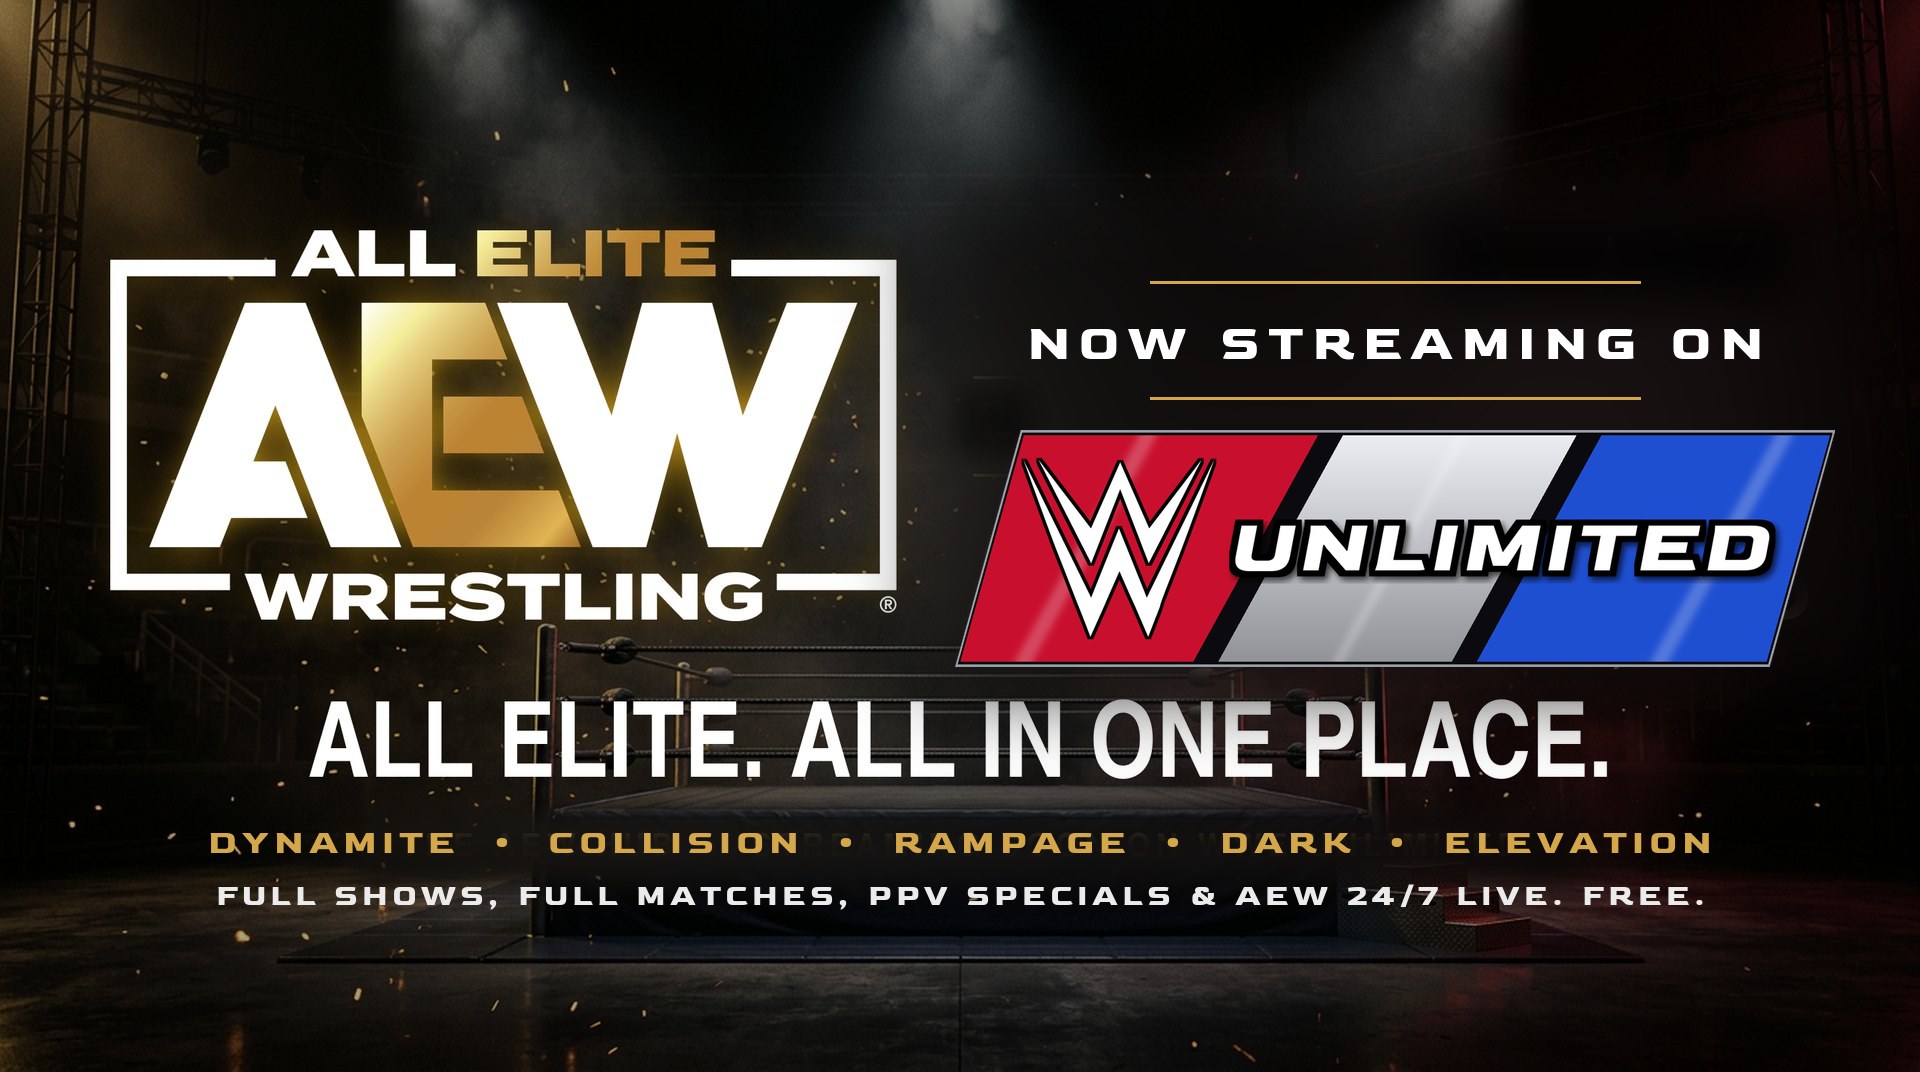 ALL ELITE
AEW
WRESTLING
®
NOW STREAMING ON
W UNLIMITED
ALL ELITE. ALL IN ONE PLACE.
DYNAMITE • COLLISION • RAMPAGE • DARK • ELEVATION
FULL SHOWS, FULL MATCHES, PPV SPECIALS & AEW 24/7 LIVE. FREE.